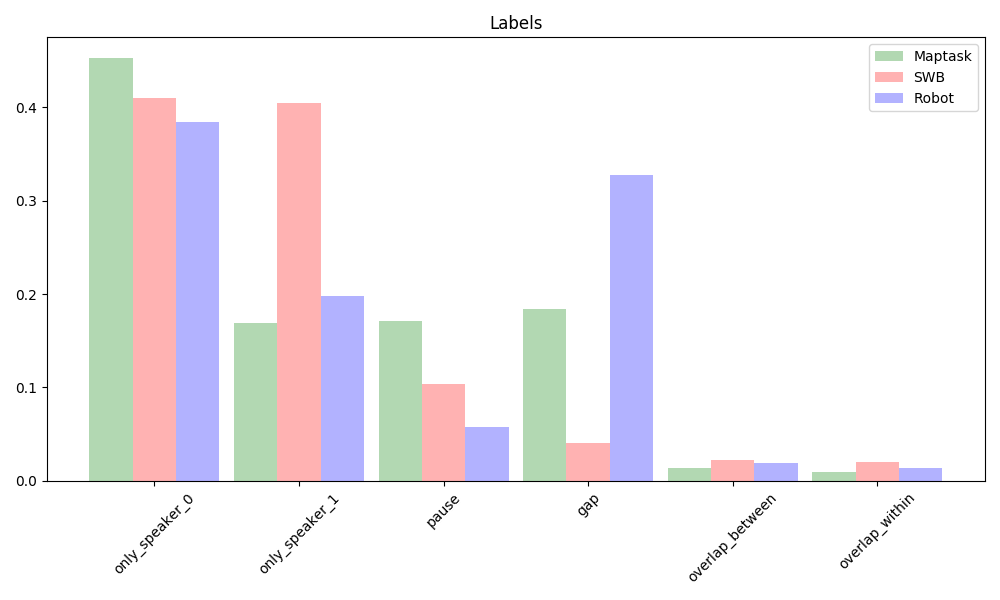 Labels
Maptask
SWB
Robot
0.4
0.3
0.2
0.1
0.0
only_speaker_0
only_speaker_1
pause
gap
overlap_between
overlap_within